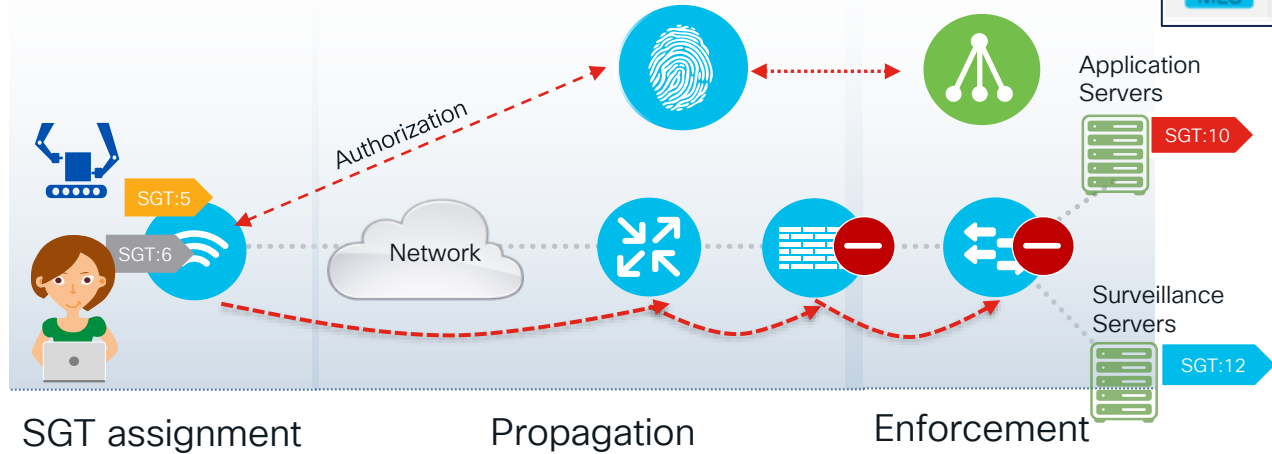 Application
Servers
SGT:10
Authorization
SGT:5
SGT:6
Network
Surveillance
Servers
SGT:12
SGT assignment
Propagation
Enforcement